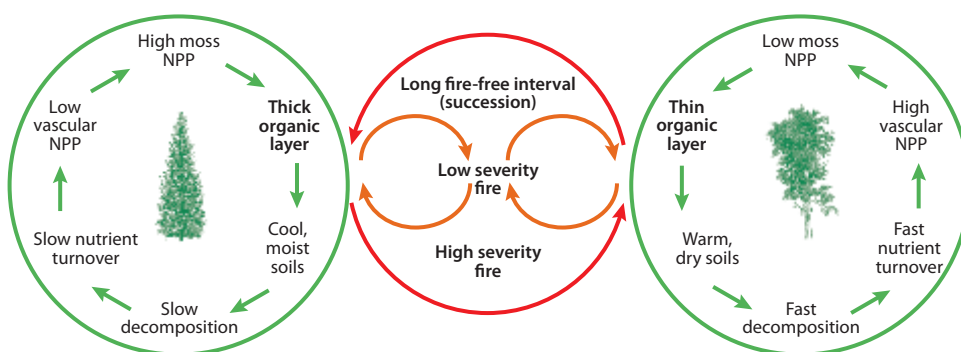 High moss
NPP
Thick
organic
layer
Cool,
moist
soils
Slow
decomposition
Slow nutrient
turnover
Low
vascular
NPP
Long fire-free interval
(succession)
Low severity
fire
High severity
fire
Low moss
NPP
Thin
organic
layer
Warm,
dry soils
Fast
decomposition
Fast
nutrient
turnover
High
vascular
NPP